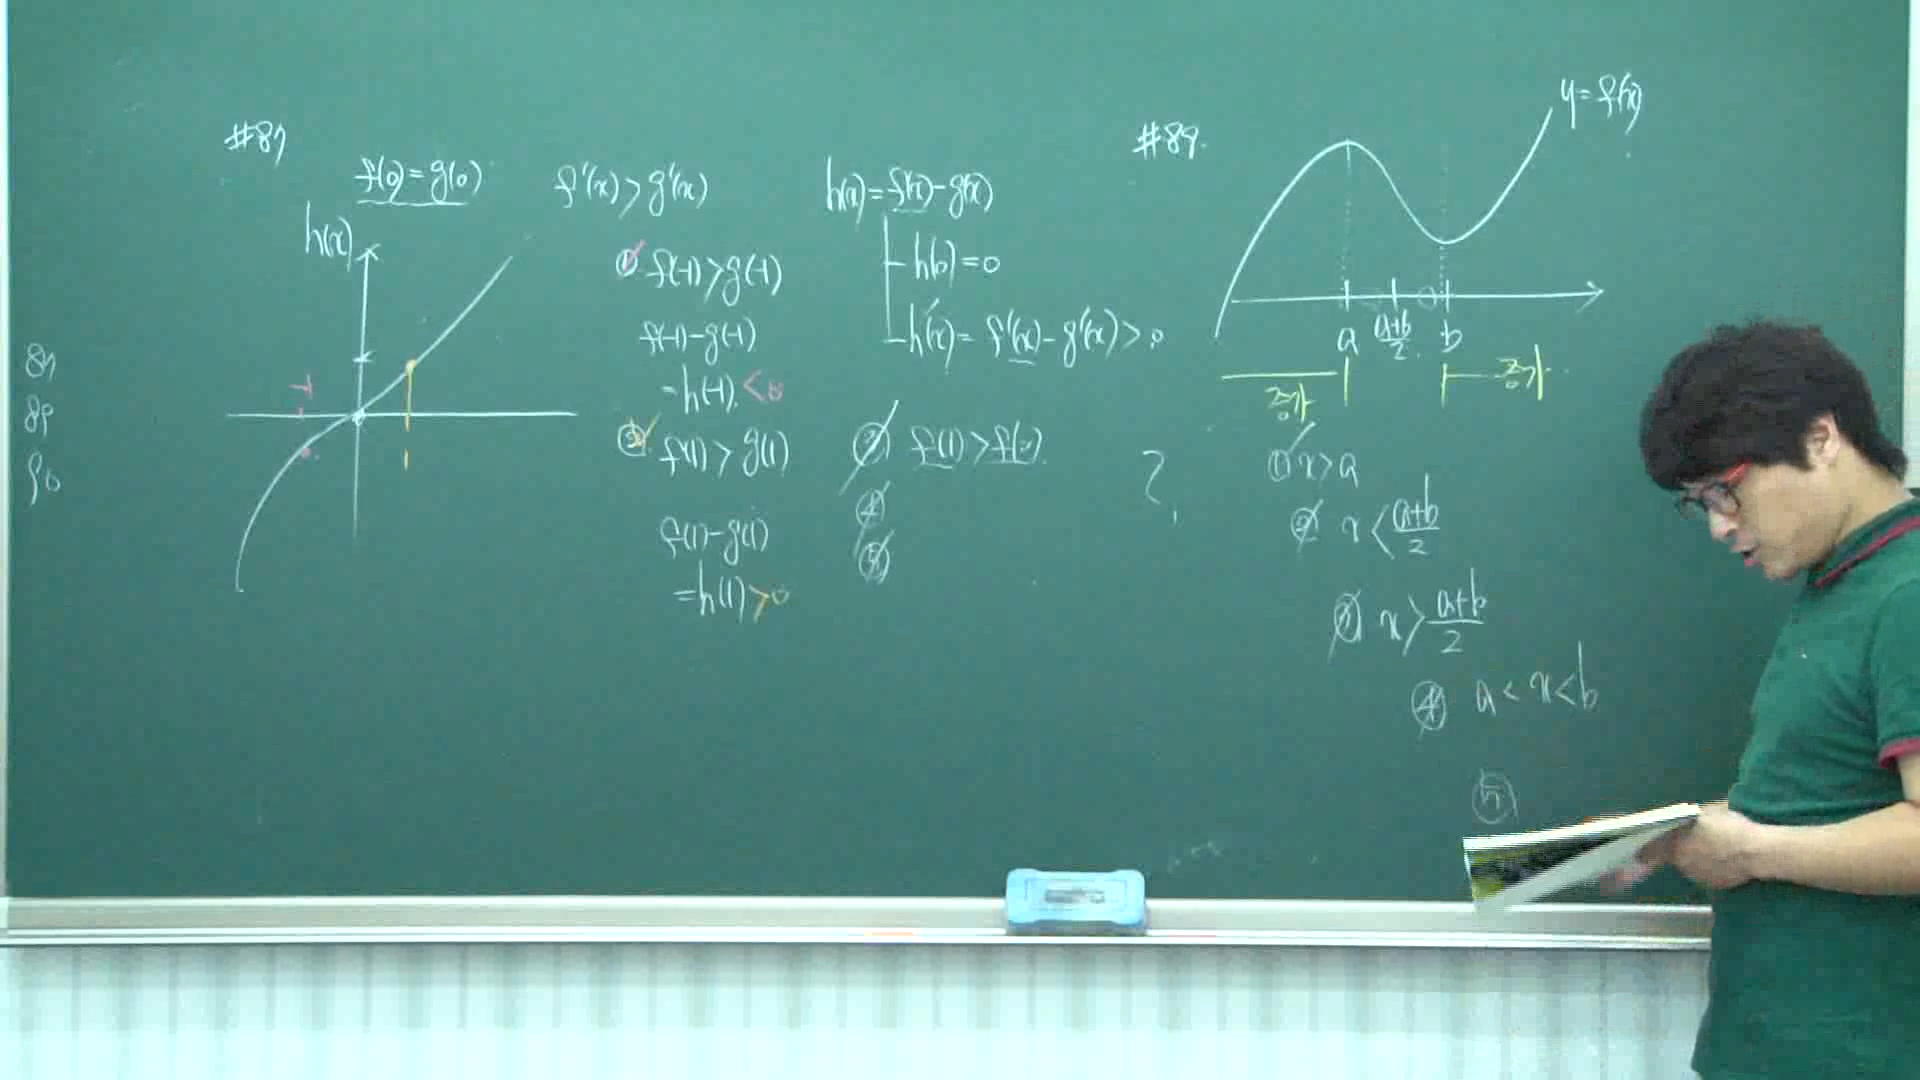 #87
f(0)=g(0)
f'(x)>g'(x)
h(x)=f(x)-g(x)
h(0)=0
h'(x)=f'(x)-g'(x)>0
h(x)
-1
1
① f(-1)>g(-1)
f(-1)-g(-1)
=h(-1)<0
② f(1)>g(1)
f(1)-g(1)
=h(1)>0
③ f(1)>f(0)
④
⑤
87
89
90
#89.
y=f(x)
a
a+b/2
b
증가
증가
?
① x>a
② x<a+b/2
③ x>a+b/2
④ a<x<b
⑤